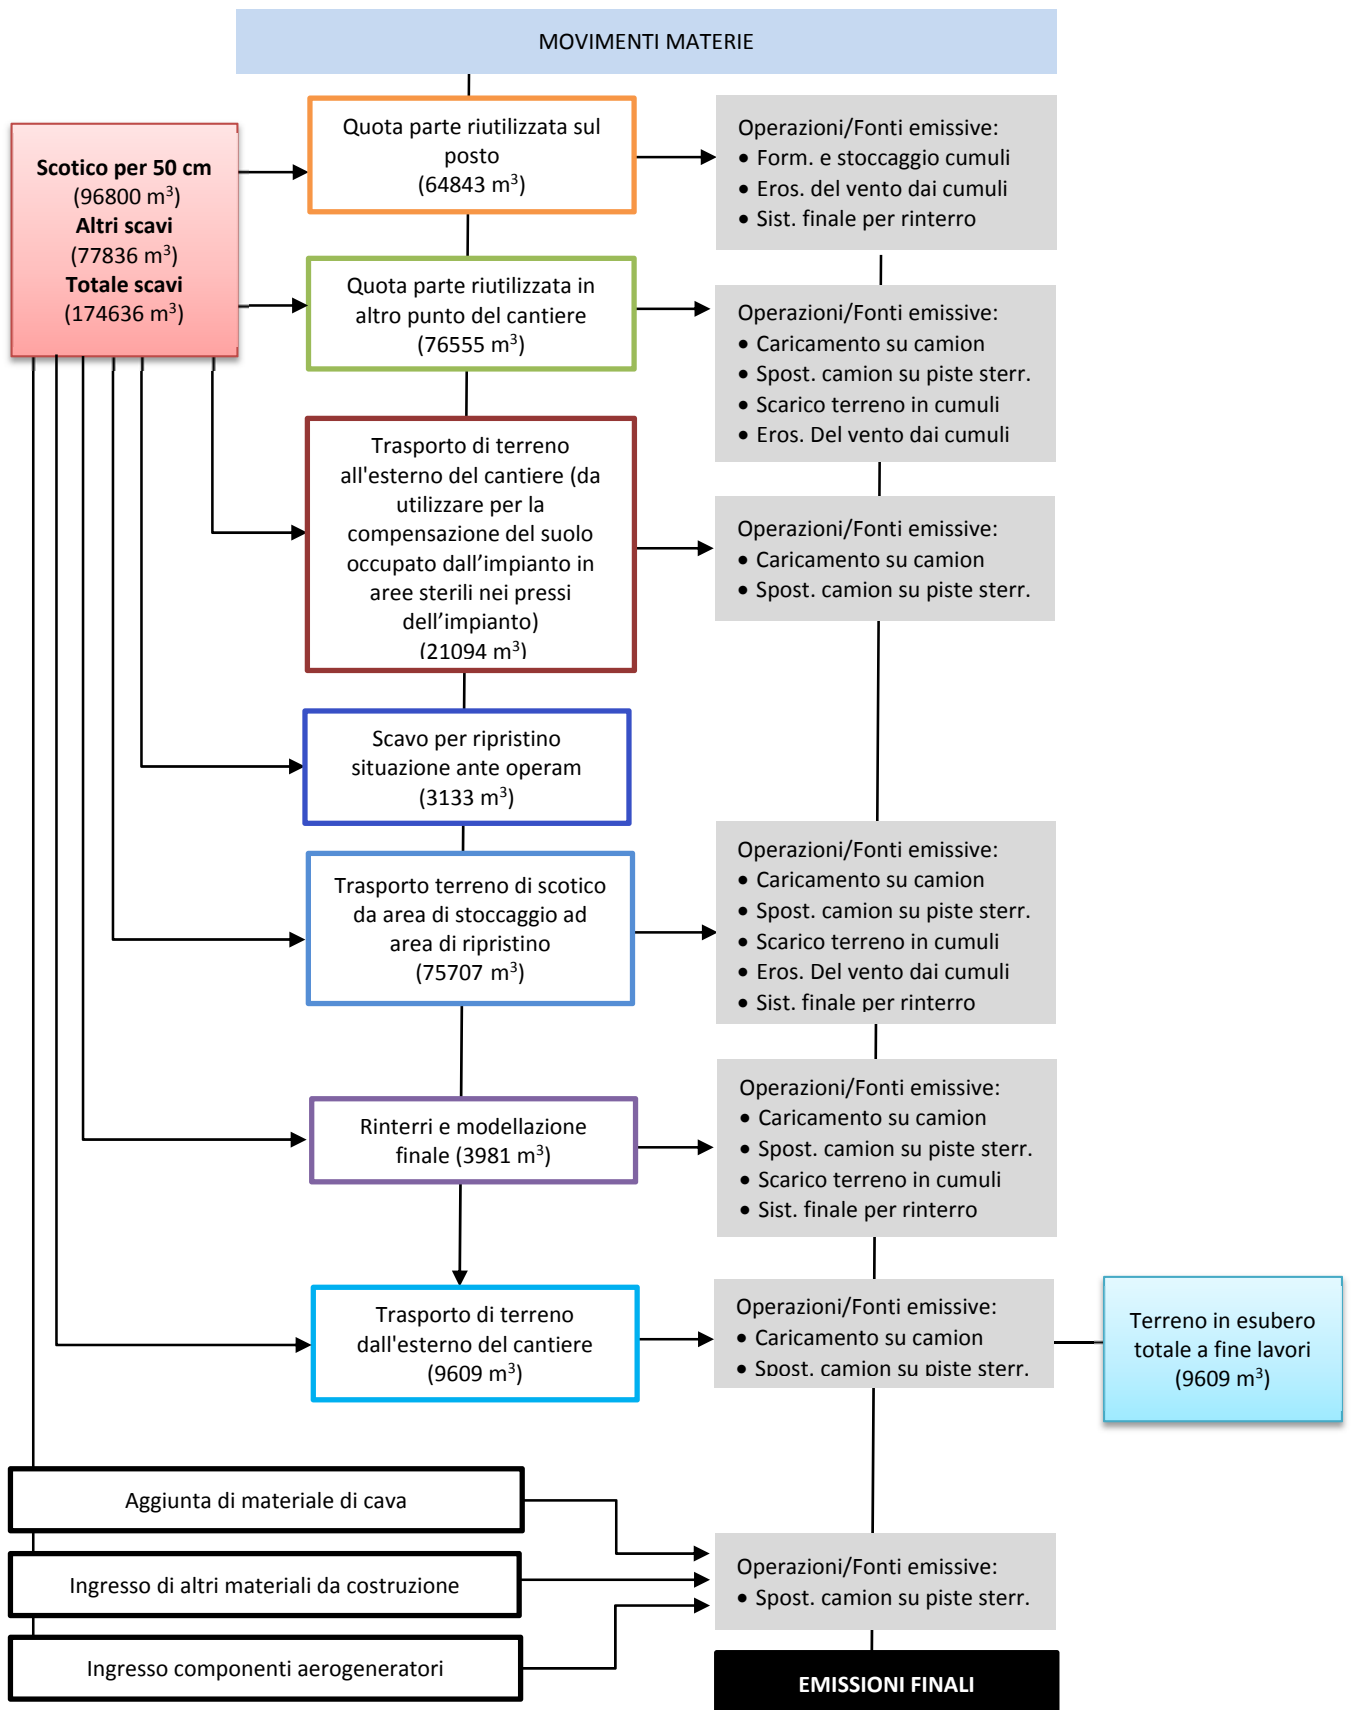 MOVIMENTI MATERIE
Scotico per 50 cm
(96800 m³)
Altri scavi
(77836 m³)
Totale scavi
(174636 m³)
Quota parte riutilizzata sul
posto
(64843 m³)
Operazioni/Fonti emissive:
• Form. e stoccaggio cumuli
• Eros. del vento dai cumuli
• Sist. finale per rinterro
Quota parte riutilizzata in
altro punto del cantiere
(76555 m³)
Operazioni/Fonti emissive:
• Caricamento su camion
• Spost. camion su piste sterr.
• Scarico terreno in cumuli
• Eros. Del vento dai cumuli
Trasporto di terreno
all'esterno del cantiere (da
utilizzare per la
compensazione del suolo
occupato dall’impianto in
aree sterili nei pressi
dell’impianto)
(21094 m³)
Operazioni/Fonti emissive:
• Caricamento su camion
• Spost. camion su piste sterr.
Scavo per ripristino
situazione ante operam
(3133 m³)
Trasporto terreno di scotico
da area di stoccaggio ad
area di ripristino
(75707 m³)
Operazioni/Fonti emissive:
• Caricamento su camion
• Spost. camion su piste sterr.
• Scarico terreno in cumuli
• Eros. Del vento dai cumuli
• Sist. finale per rinterro
Rinterri e modellazione
finale (3981 m³)
Operazioni/Fonti emissive:
• Caricamento su camion
• Spost. camion su piste sterr.
• Scarico terreno in cumuli
• Sist. finale per rinterro
Trasporto di terreno
dall'esterno del cantiere
(9609 m³)
Operazioni/Fonti emissive:
• Caricamento su camion
• Spost. camion su piste sterr.
Terreno in esubero
totale a fine lavori
(9609 m³)
Aggiunta di materiale di cava
Ingresso di altri materiali da costruzione
Ingresso componenti aerogeneratori
Operazioni/Fonti emissive:
• Spost. camion su piste sterr.
EMISSIONI FINALI